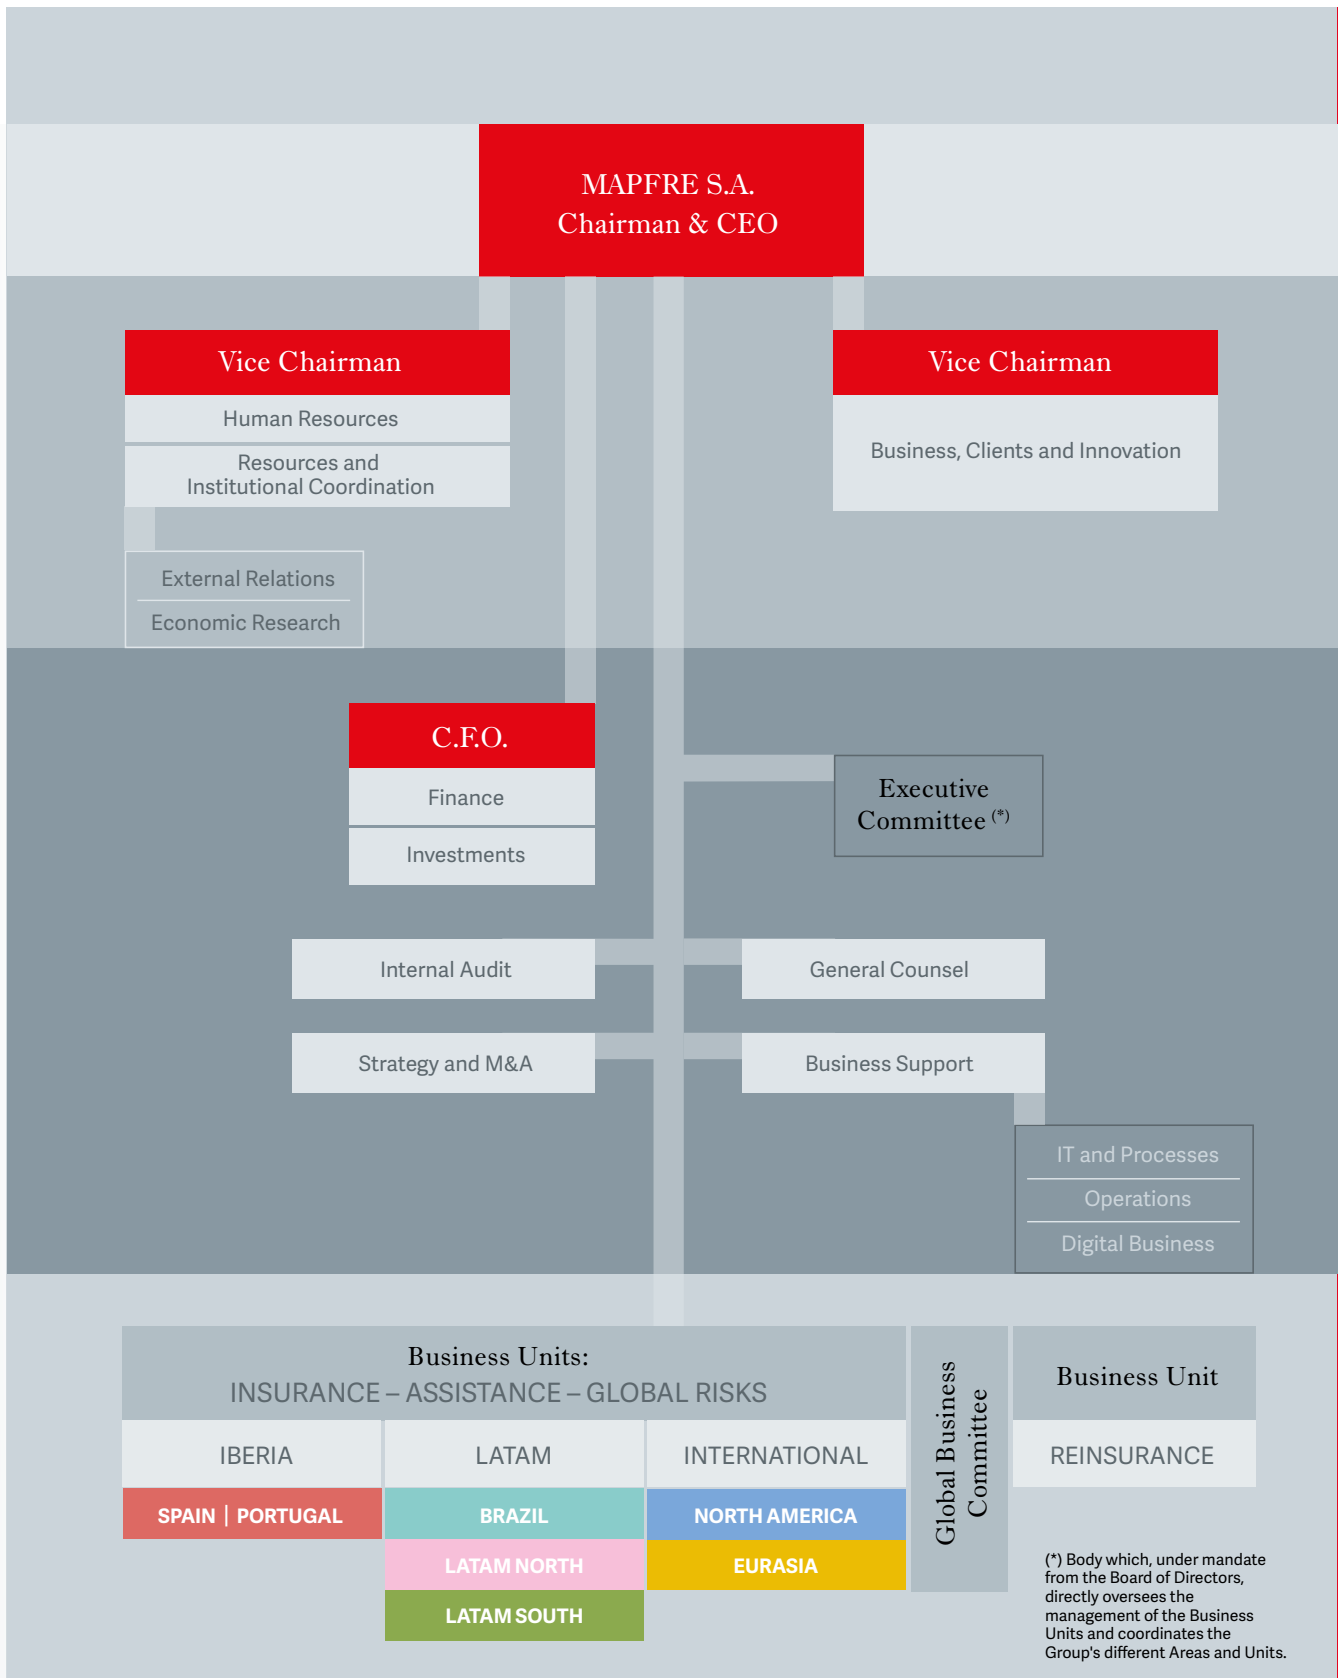 MAPFRE S.A.
Chairman & CEO
Vice Chairman
Human Resources
Resources and
Institutional Coordination
External Relations
Economic Research
Vice Chairman
Business, Clients and Innovation
C.F.O.
Finance
Investments
Executive
Committee (*)
Internal Audit
General Counsel
Strategy and M&A
Business Support
IT and Processes
Operations
Digital Business
Business Units:
INSURANCE – ASSISTANCE – GLOBAL RISKS
IBERIA
LATAM
INTERNATIONAL
SPAIN | PORTUGAL
BRAZIL
NORTH AMERICA
LATAM NORTH
EURASIA
LATAM SOUTH
Global Business
Committee
Business Unit
REINSURANCE
(*) Body which, under mandate
from the Board of Directors,
directly oversees the
management of the Business
Units and coordinates the
Group's different Areas and Units.